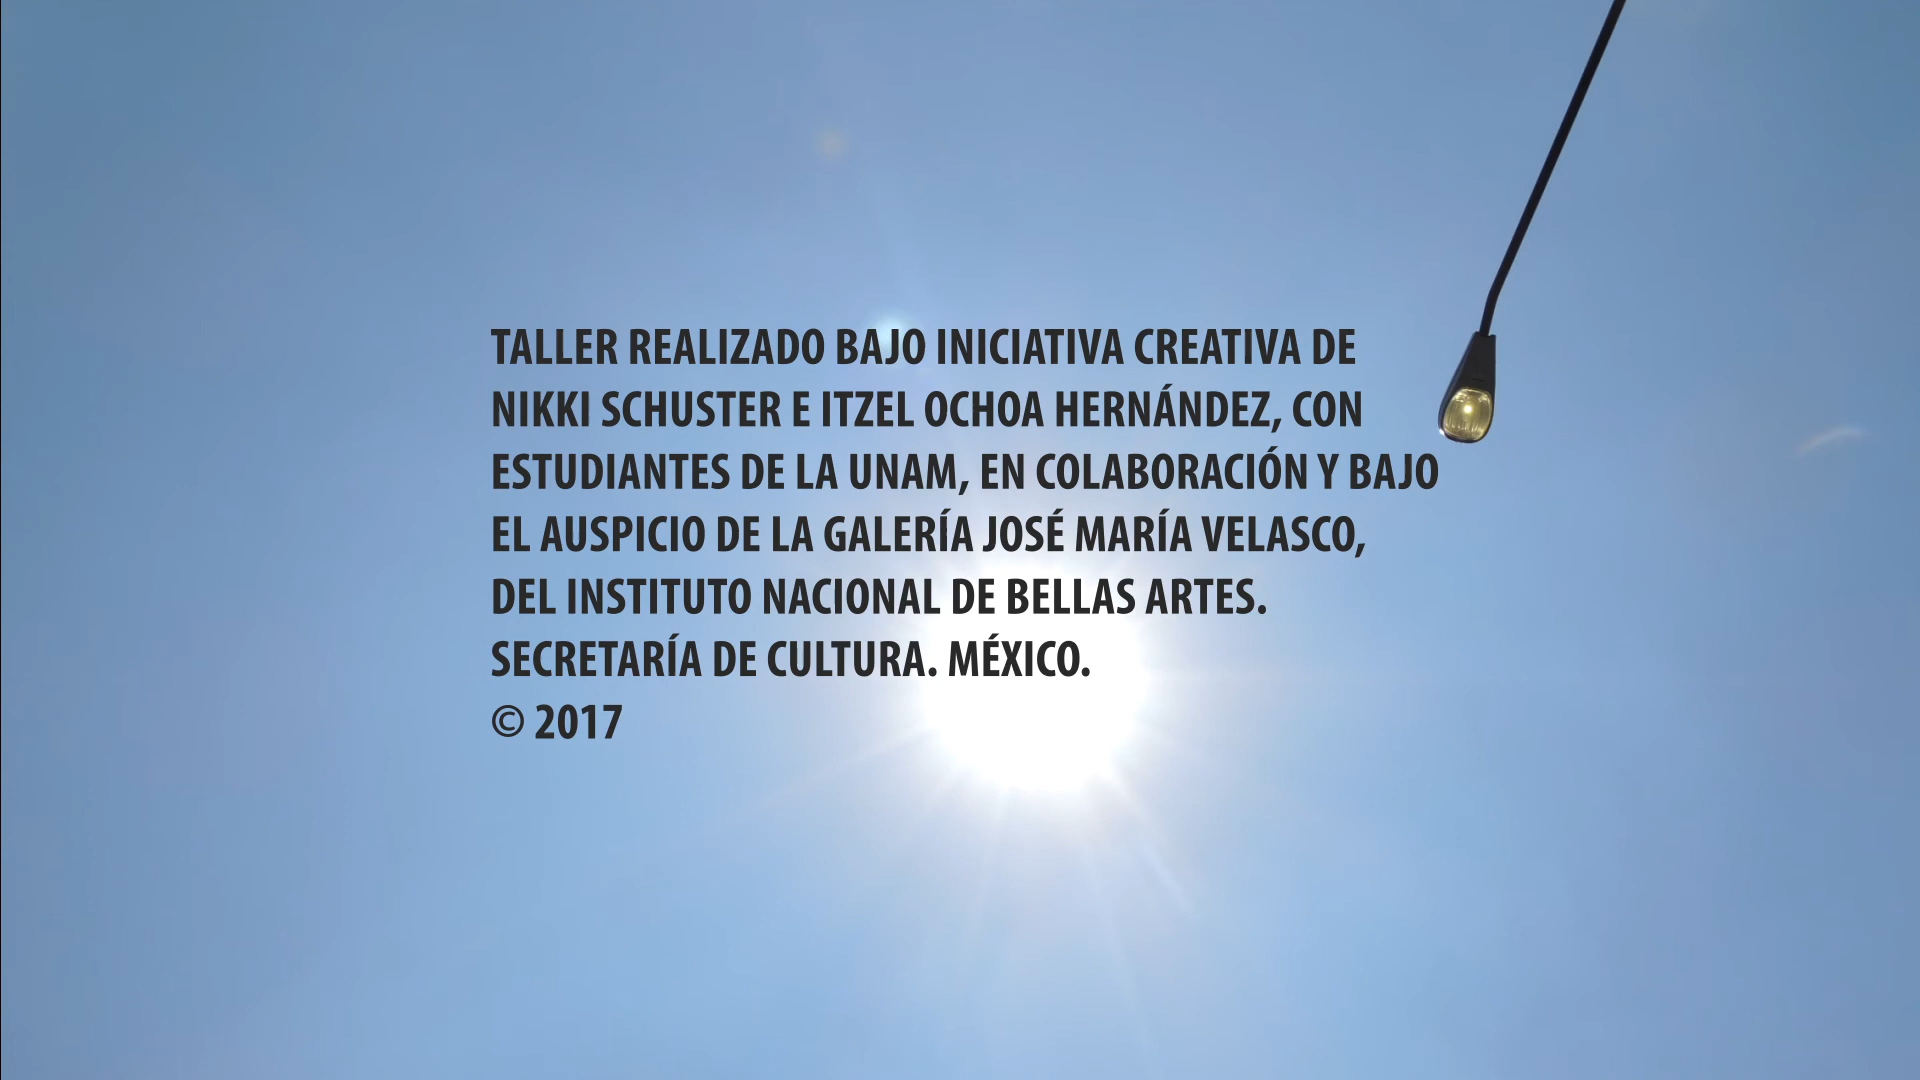 TALLER REALIZADO BAJO INICIATIVA CREATIVA DE
NIKKI SCHUSTER E ITZEL OCHOA HERNÁNDEZ, CON
ESTUDIANTES DE LA UNAM, EN COLABORACIÓN Y BAJO
EL AUSPICIO DE LA GALERÍA JOSÉ MARÍA VELASCO,
DEL INSTITUTO NACIONAL DE BELLAS ARTES.
SECRETARÍA DE CULTURA. MÉXICO.
© 2017